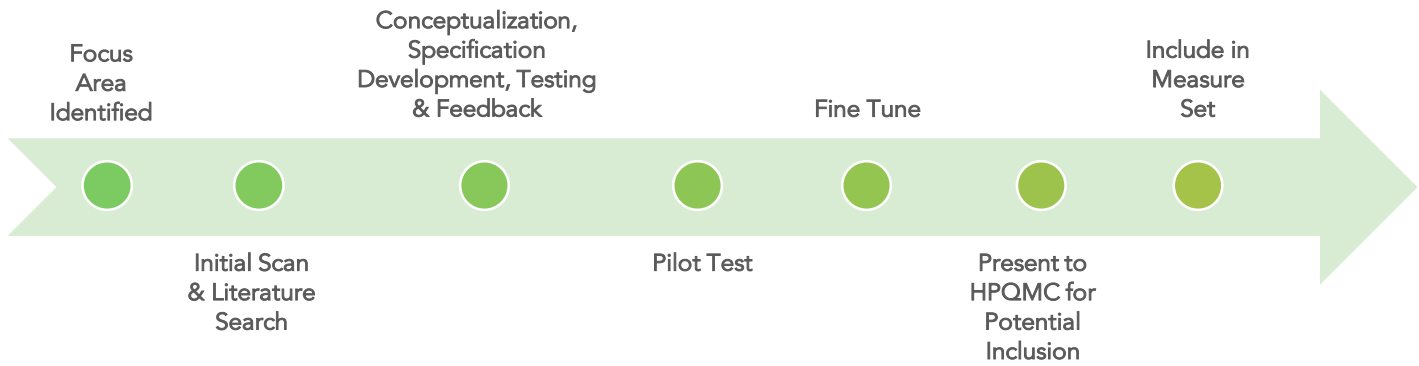 Focus
Area
Identified
Initial Scan
& Literature
Search
Conceptualization,
Specification
Development, Testing
& Feedback
Pilot Test
Fine Tune
Present to
HPQMC for
Potential
Inclusion
Include in
Measure
Set